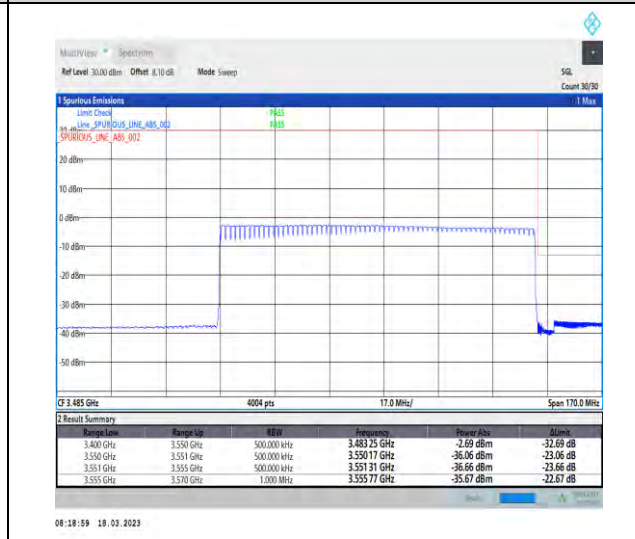 MultiView Spectrum
Ref Level 30.00 dBm Offset 8.10 dB Mode Sweep SGL
Count 30/30
1 Spurious Emissions 1 Max
Limit Check PASS
Line _SPURIOUS_LINE_ABS_002 PASS
30 dBm
_SPURIOUS_LINE_ABS_002
20 dBm
10 dBm
0 dBm
-10 dBm
-20 dBm
-30 dBm
-40 dBm
-50 dBm
CF 3.485 GHz 4004 pts 17.0 MHz/ Span 170.0 MHz
2 Result Summary
Range Low Range Up RBW Frequency Power Abs ΔLimit
3.400 GHz 3.550 GHz 500.000 kHz 3.483 25 GHz -2.69 dBm -32.69 dB
3.550 GHz 3.551 GHz 500.000 kHz 3.550 17 GHz -36.06 dBm -23.06 dB
3.551 GHz 3.555 GHz 500.000 kHz 3.551 31 GHz -36.66 dBm -23.66 dB
3.555 GHz 3.570 GHz 1.000 MHz 3.555 77 GHz -35.67 dBm -22.67 dB
08:18:59 18.03.2023